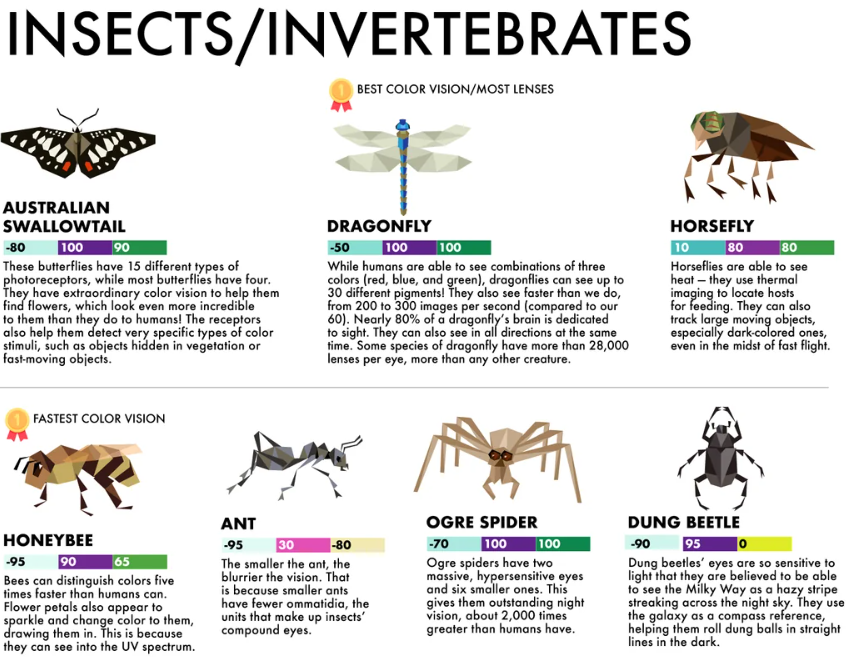 INSECTS/INVERTEBRATES
1 BEST COLOR VISION/MOST LENSES
AUSTRALIAN
SWALLOWTAIL
-80 100 90
These butterflies have 15 different types of
photoreceptors, while most butterflies have four.
They have extraordinary color vision to help them
find flowers, which look even more incredible
to them than they do to humans! The receptors
also help them detect very specific types of color
stimuli, such as objects hidden in vegetation or
fast-moving objects.
DRAGONFLY
-50 100 100
While humans are able to see combinations of three
colors (red, blue, and green), dragonflies can see up to
30 different pigments! They also see faster than we do,
from 200 to 300 images per second (compared to our
60). Nearly 80% of a dragonfly's brain is dedicated
to sight. They can also see in all directions at the same
time. Some species of dragonfly have more than 28,000
lenses per eye, more than any other creature.
HORSEFLY
10 80 80
Horseflies are able to see
heat — they use thermal
imaging to locate hosts
for feeding. They can also
track large moving objects,
especially dark-colored ones,
even in the midst of fast flight.
1 FASTEST COLOR VISION
HONEYBEE
-95 90 65
Bees can distinguish colors five
times faster than humans can.
Flower petals also appear to
sparkle and change color to them,
drawing them in. This is because
they can see into the UV spectrum.
ANT
-95 30 -80
The smaller the ant, the
blurrier the vision. That
is because smaller ants
have fewer ommatidia, the
units that make up insects'
compound eyes.
OGRE SPIDER
-70 100 100
Ogre spiders have two
massive, hypersensitive eyes
and six smaller ones. This
gives them outstanding night
vision, about 2,000 times
greater than humans have.
DUNG BEETLE
-90 95 0
Dung beetles' eyes are so sensitive to
light that they are believed to be able
to see the Milky Way as a hazy stripe
streaking across the night sky. They use
the galaxy as a compass reference,
helping them roll dung balls in straight
lines in the dark.